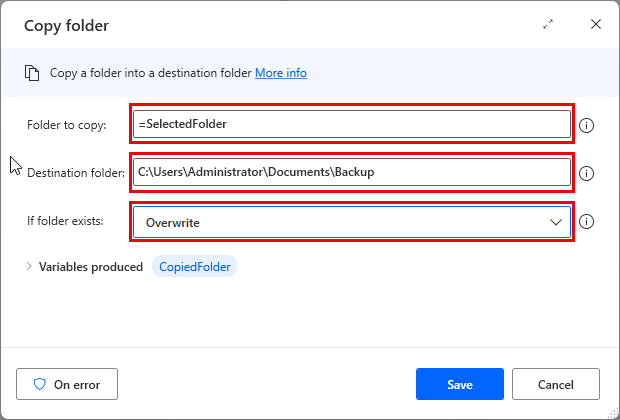 Copy folder
Copy a folder into a destination folder More info
Folder to copy: =SelectedFolder
Destination folder: C:\Users\Administrator\Documents\Backup
If folder exists: Overwrite
Variables produced CopiedFolder
On error Save Cancel
CopiedFolder